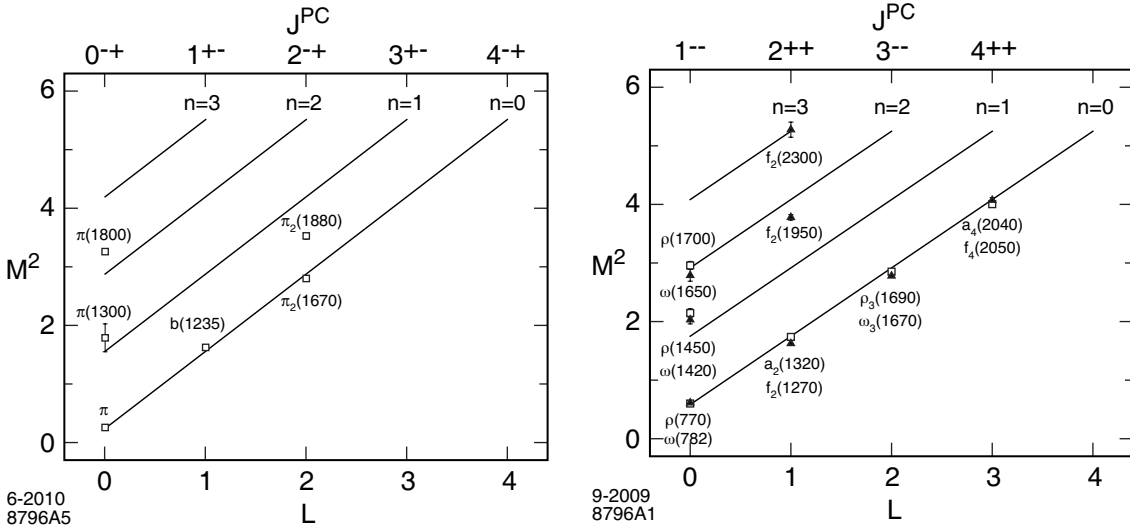 J^PC
0-+ 1+- 2-+ 3+- 4-+
6
n=3 n=2 n=1 n=0
4
π(1800)
π₂(1880)
M²
π₂(1670)
π(1300)
b(1235)
2
π
0
0 1 2 3 4
L
6-2010
8796A5
J^PC
1-- 2++ 3-- 4++
6
n=3 n=2 n=1 n=0
f₂(2300)
4
ρ(1700)
f₂(1950)
a₄(2040)
f₄(2050)
M²
ω(1650)
ρ₃(1690)
ω₃(1670)
2
ρ(1450)
ω(1420)
a₂(1320)
f₂(1270)
ρ(770)
ω(782)
0
0 1 2 3 4
L
9-2009
8796A1